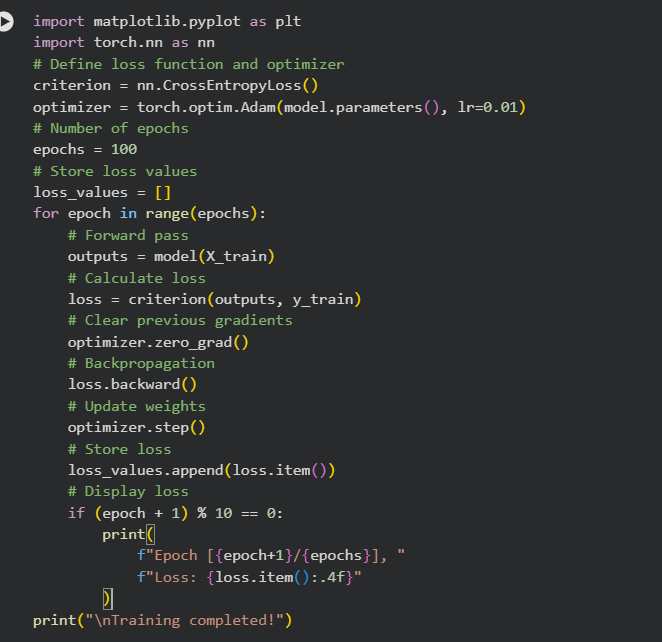 import matplotlib.pyplot as plt
import torch.nn as nn
# Define loss function and optimizer
criterion = nn.CrossEntropyLoss()
optimizer = torch.optim.Adam(model.parameters(), lr=0.01)
# Number of epochs
epochs = 100
# Store loss values
loss_values = []
for epoch in range(epochs):
    # Forward pass
    outputs = model(X_train)
    # Calculate loss
    loss = criterion(outputs, y_train)
    # Clear previous gradients
    optimizer.zero_grad()
    # Backpropagation
    loss.backward()
    # Update weights
    optimizer.step()
    # Store loss
    loss_values.append(loss.item())
    # Display loss
    if (epoch + 1) % 10 == 0:
        print(
            f"Epoch [{epoch+1}/{epochs}], "
            f"Loss: {loss.item():.4f}"
        )
print("\nTraining completed!")